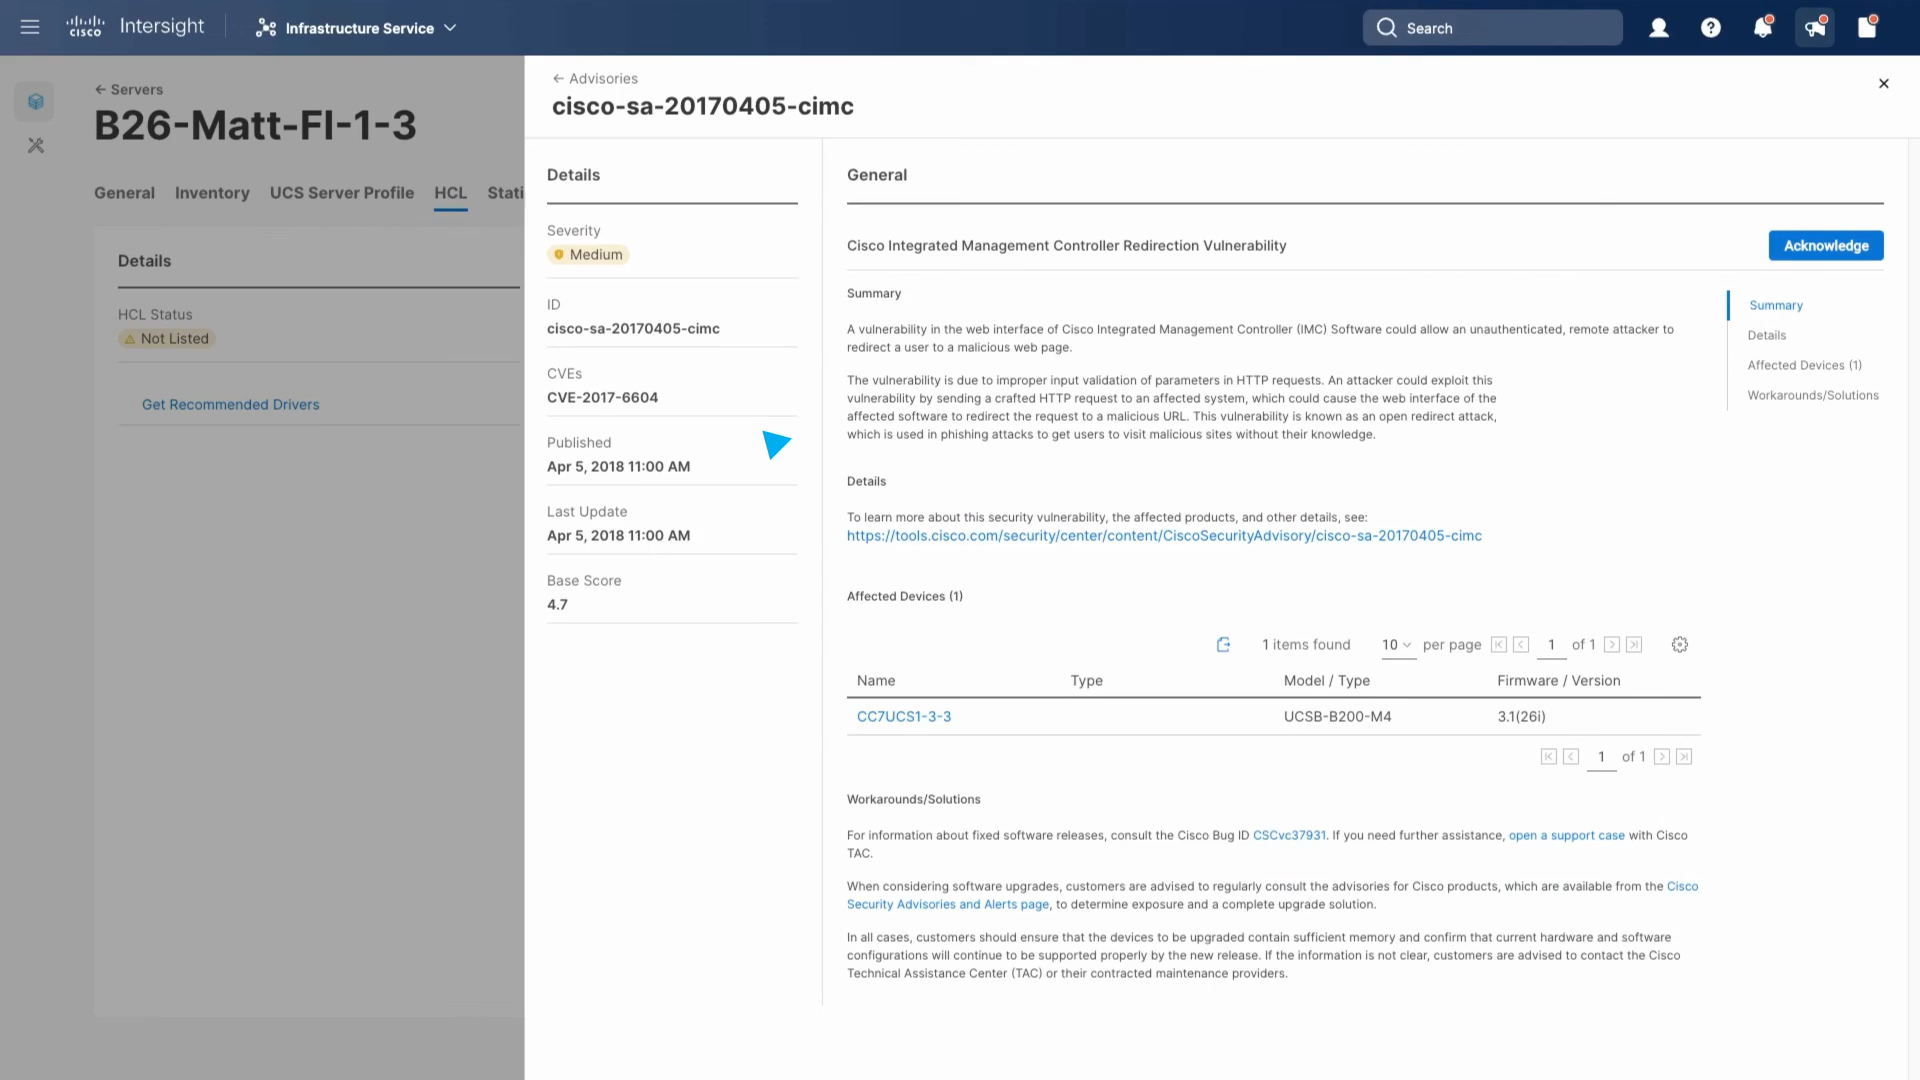 CISCO Intersight Infrastructure Service Search
← Servers
B26-Matt-FI-1-3
General Inventory UCS Server Profile HCL Stati
Details
HCL Status
Not Listed
Get Recommended Drivers
← Advisories
cisco-sa-20170405-cimc
Details
Severity
Medium
ID
cisco-sa-20170405-cimc
CVEs
CVE-2017-6604
Published
Apr 5, 2018 11:00 AM
Last Update
Apr 5, 2018 11:00 AM
Base Score
4.7
General
Cisco Integrated Management Controller Redirection Vulnerability
Acknowledge
Summary
A vulnerability in the web interface of Cisco Integrated Management Controller (IMC) Software could allow an unauthenticated, remote attacker to
redirect a user to a malicious web page.
The vulnerability is due to improper input validation of parameters in HTTP requests. An attacker could exploit this
vulnerability by sending a crafted HTTP request to an affected system, which could cause the web interface of the
affected software to redirect the request to a malicious URL. This vulnerability is known as an open redirect attack,
which is used in phishing attacks to get users to visit malicious sites without their knowledge.
Details
To learn more about this security vulnerability, the affected products, and other details, see:
https://tools.cisco.com/security/center/content/CiscoSecurityAdvisory/cisco-sa-20170405-cimc
Affected Devices (1)
1 items found 10 per page 1 of 1
Name Type Model / Type Firmware / Version
CC7UCS1-3-3 UCSB-B200-M4 3.1(26i)
1 of 1
Workarounds/Solutions
For information about fixed software releases, consult the Cisco Bug ID CSCvc37931. If you need further assistance, open a support case with Cisco
TAC.
When considering software upgrades, customers are advised to regularly consult the advisories for Cisco products, which are available from the Cisco
Security Advisories and Alerts page, to determine exposure and a complete upgrade solution.
In all cases, customers should ensure that the devices to be upgraded contain sufficient memory and confirm that current hardware and software
configurations will continue to be supported properly by the new release. If the information is not clear, customers are advised to contact the Cisco
Technical Assistance Center (TAC) or their contracted maintenance providers.
Summary
Details
Affected Devices (1)
Workarounds/Solutions